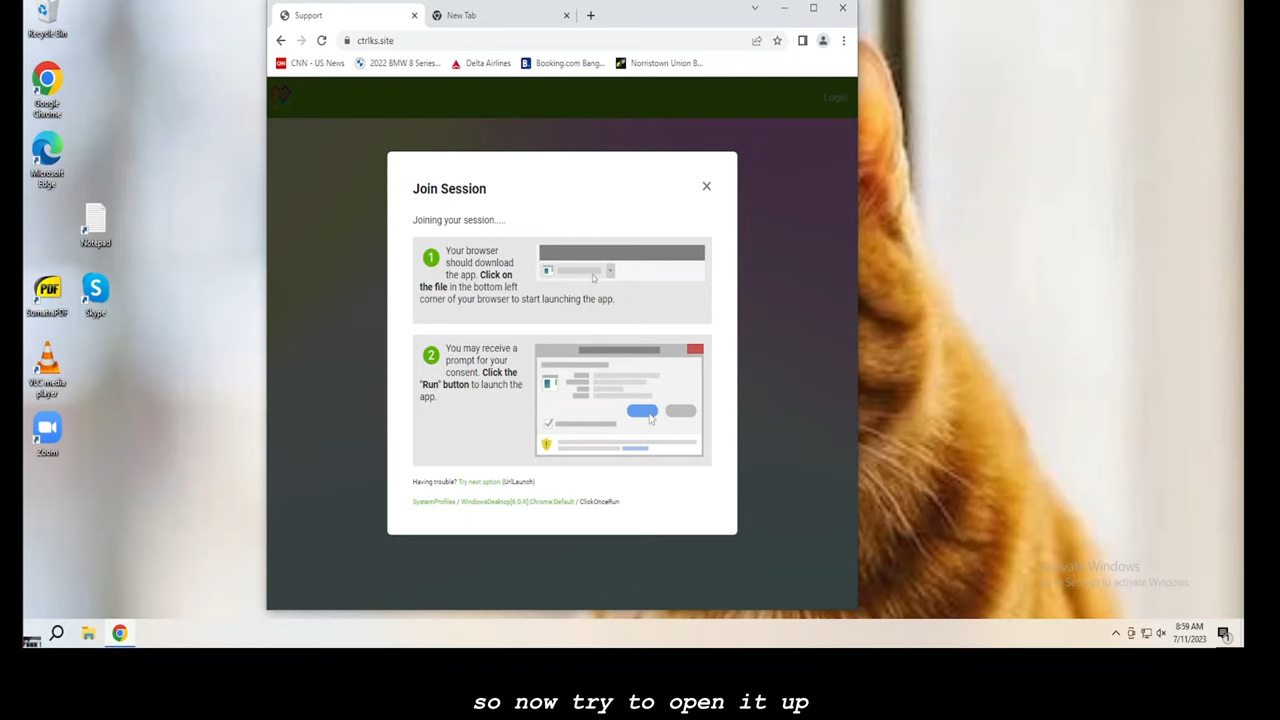 Recycle Bin
Support
New Tab
ctrlks.site
CNN - US News
2022 BMW 8 Series...
Delta Airlines
Booking.com Bang...
Norristown Union B...
Google
Chrome
Login
Microsoft
Edge
Join Session
Joining your session.....
1
Your browser
should download
the app. Click on
the file in the bottom left
corner of your browser to start launching the app.
Notepad
SumatraPDF
Skype
2
You may receive a
prompt for your
consent. Click the
"Run" button to launch the
app.
VLC media
player
Zoom
Having trouble? Try next option (UrlLaunch)
SystemProfiles / WindowsDesktop[6.0-X]:Chrome:Default / ClickOnceRun
Activate Windows
to activate Windows.
8:59 AM
7/11/2023
so now try to open it up